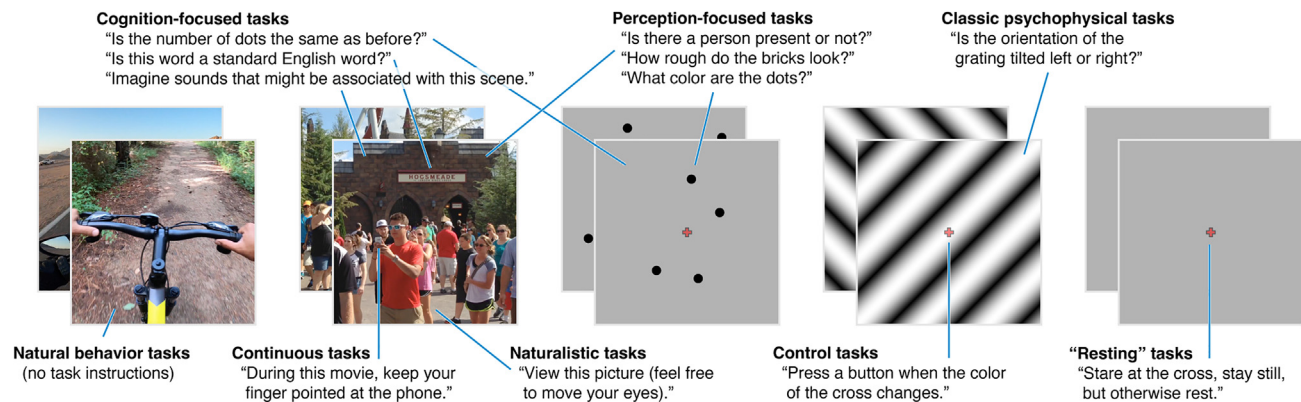 Cognition-focused tasks
“Is the number of dots the same as before?”
“Is this word a standard English word?”
“Imagine sounds that might be associated with this scene.”
Perception-focused tasks
“Is there a person present or not?”
“How rough do the bricks look?”
“What color are the dots?”
Classic psychophysical tasks
“Is the orientation of the
grating tilted left or right?”
HOGSMEADE
Natural behavior tasks
(no task instructions)
Continuous tasks
“During this movie, keep your
finger pointed at the phone.”
Naturalistic tasks
“View this picture (feel free
to move your eyes).”
Control tasks
“Press a button when the color
of the cross changes.”
“Resting” tasks
“Stare at the cross, stay still,
but otherwise rest.”